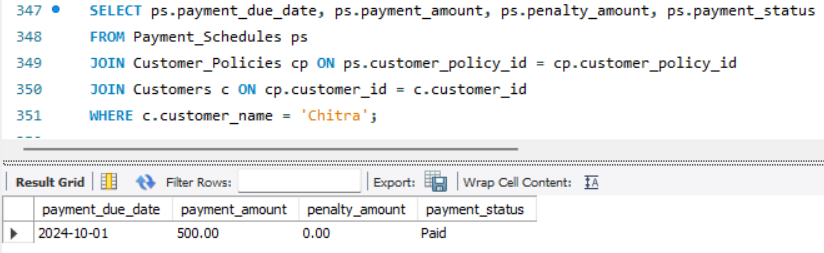 347 SELECT ps.payment_due_date, ps.payment_amount, ps.penalty_amount, ps.payment_status
348 FROM Payment_Schedules ps
349 JOIN Customer_Policies cp ON ps.customer_policy_id = cp.customer_policy_id
350 JOIN Customers c ON cp.customer_id = c.customer_id
351 WHERE c.customer_name = 'Chitra';
Result Grid Filter Rows: Export: Wrap Cell Content:
payment_due_date payment_amount penalty_amount payment_status
2024-10-01 500.00 0.00 Paid